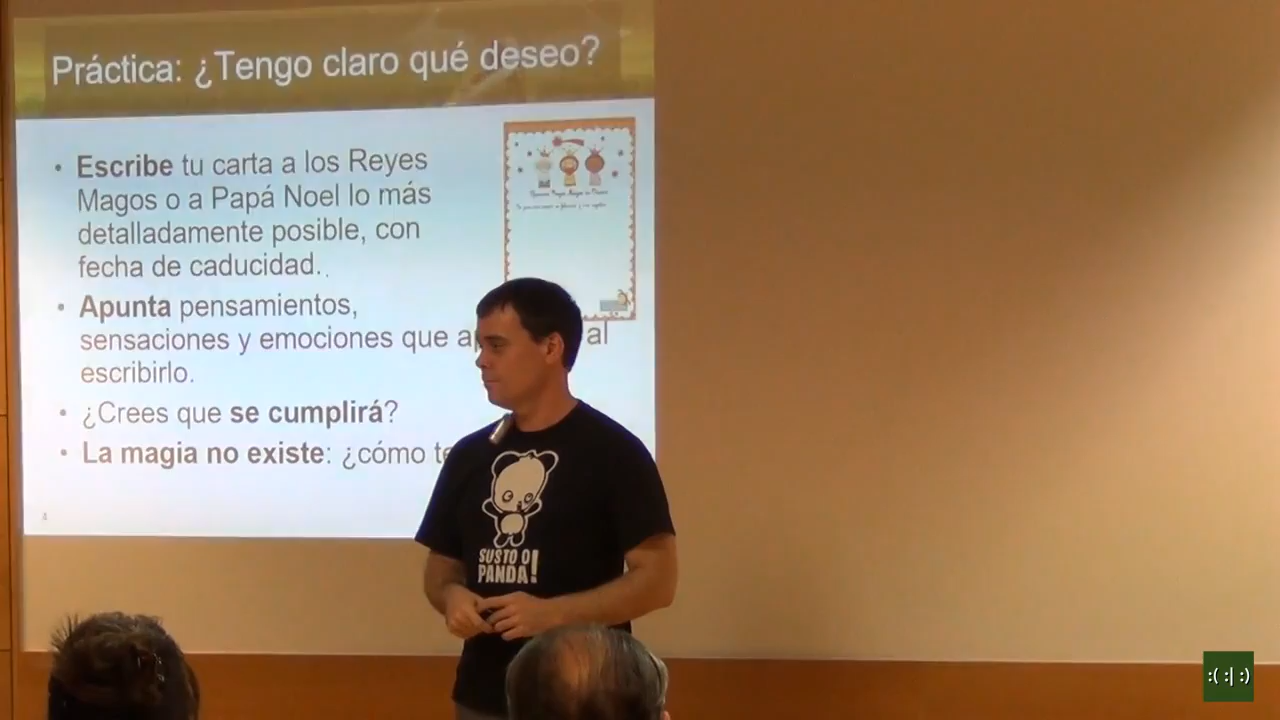 Práctica: ¿Tengo claro qué deseo?
• Escribe tu carta a los Reyes
Magos o a Papá Noel lo más
detalladamente posible, con
fecha de caducidad.
• Apunta pensamientos,
sensaciones y emociones que al
escribirlo.
• ¿Crees que se cumplirá?
• La magia no existe: ¿cómo
4
SUSTO O
PANDA!
:( :| :)